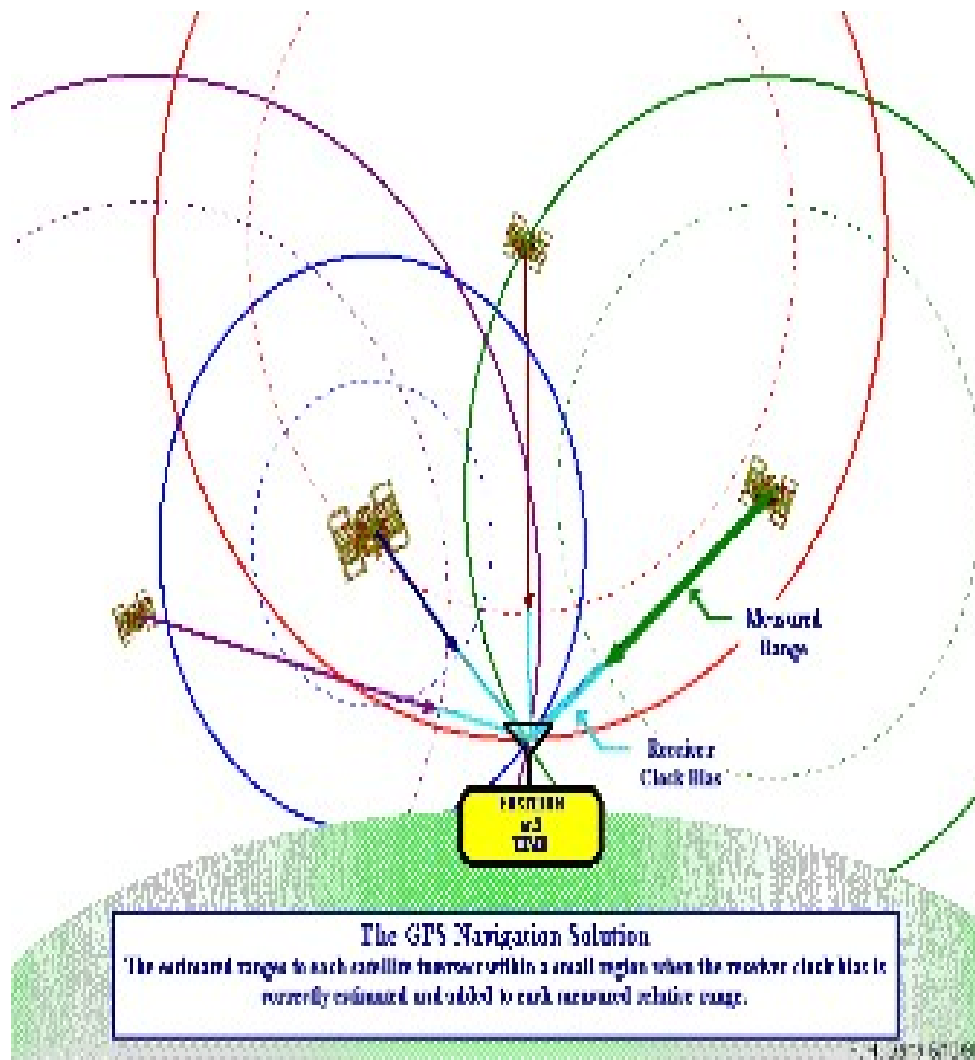 Measured
Range
Receiver
Clock Bias
POSITION
and
TIME
The GPS Navigation Solution
The estimated ranges to each satellite intersect within a small region when the receiver clock bias is
correctly estimated and added to each measured relative range.